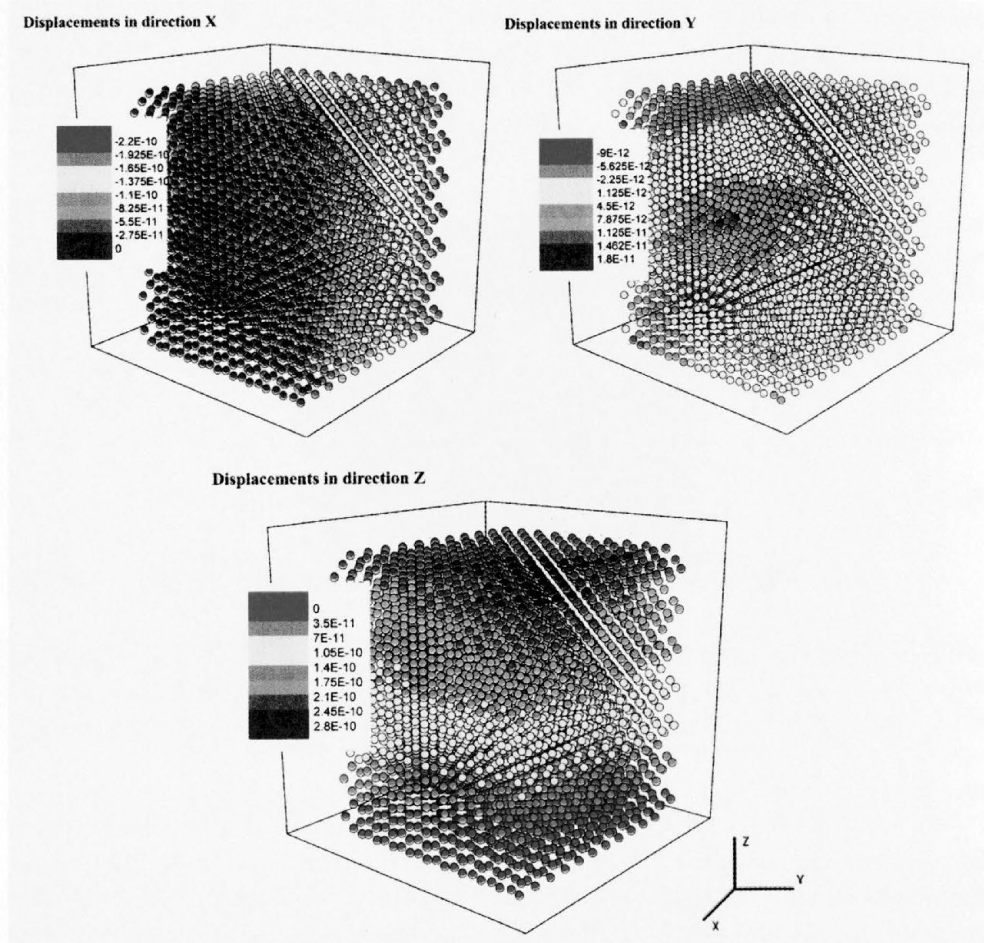 Displacements in direction X
-2.2E-10
-1.925E-10
-1.65E-10
-1.375E-10
-1.1E-10
-8.25E-11
-5.5E-11
-2.75E-11
0
Displacements in direction Y
-9E-12
-5.625E-12
-2.25E-12
1.125E-12
4.5E-12
7.875E-12
1.125E-11
1.462E-11
1.8E-11
Displacements in direction Z
0
3.5E-11
7E-11
1.05E-10
1.4E-10
1.75E-10
2.1E-10
2.45E-10
2.8E-10
Z
Y
X